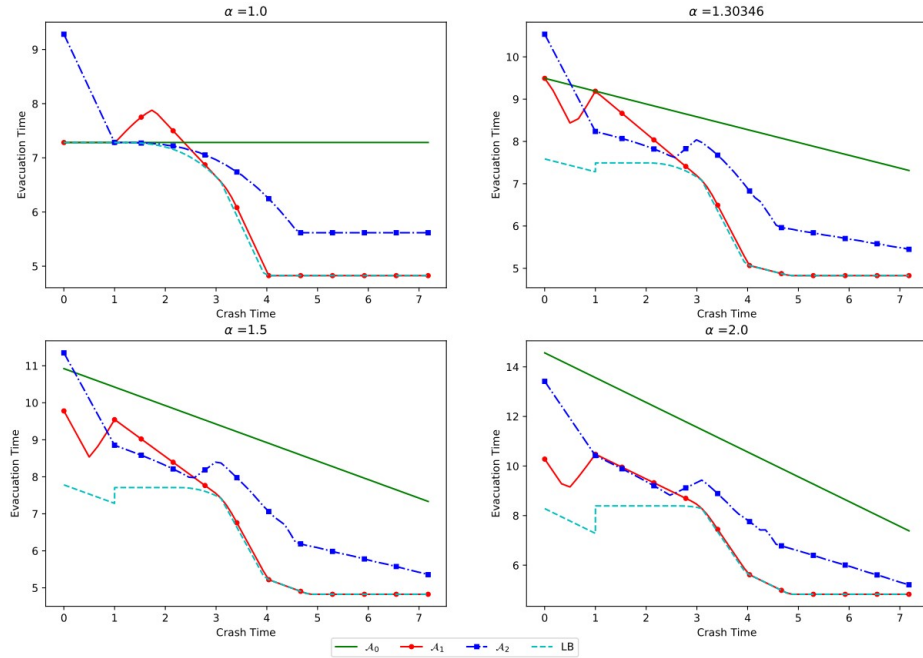 α =1.0
Evacuation Time
9
8
7
6
5
0 1 2 3 4 5 6 7
Crash Time
α =1.30346
Evacuation Time
10
9
8
7
6
5
0 1 2 3 4 5 6 7
Crash Time
α =1.5
Evacuation Time
11
10
9
8
7
6
5
0 1 2 3 4 5 6 7
Crash Time
α =2.0
Evacuation Time
14
12
10
8
6
0 1 2 3 4 5 6 7
Crash Time
𝒜₀ 𝒜₁ 𝒜₂ LB